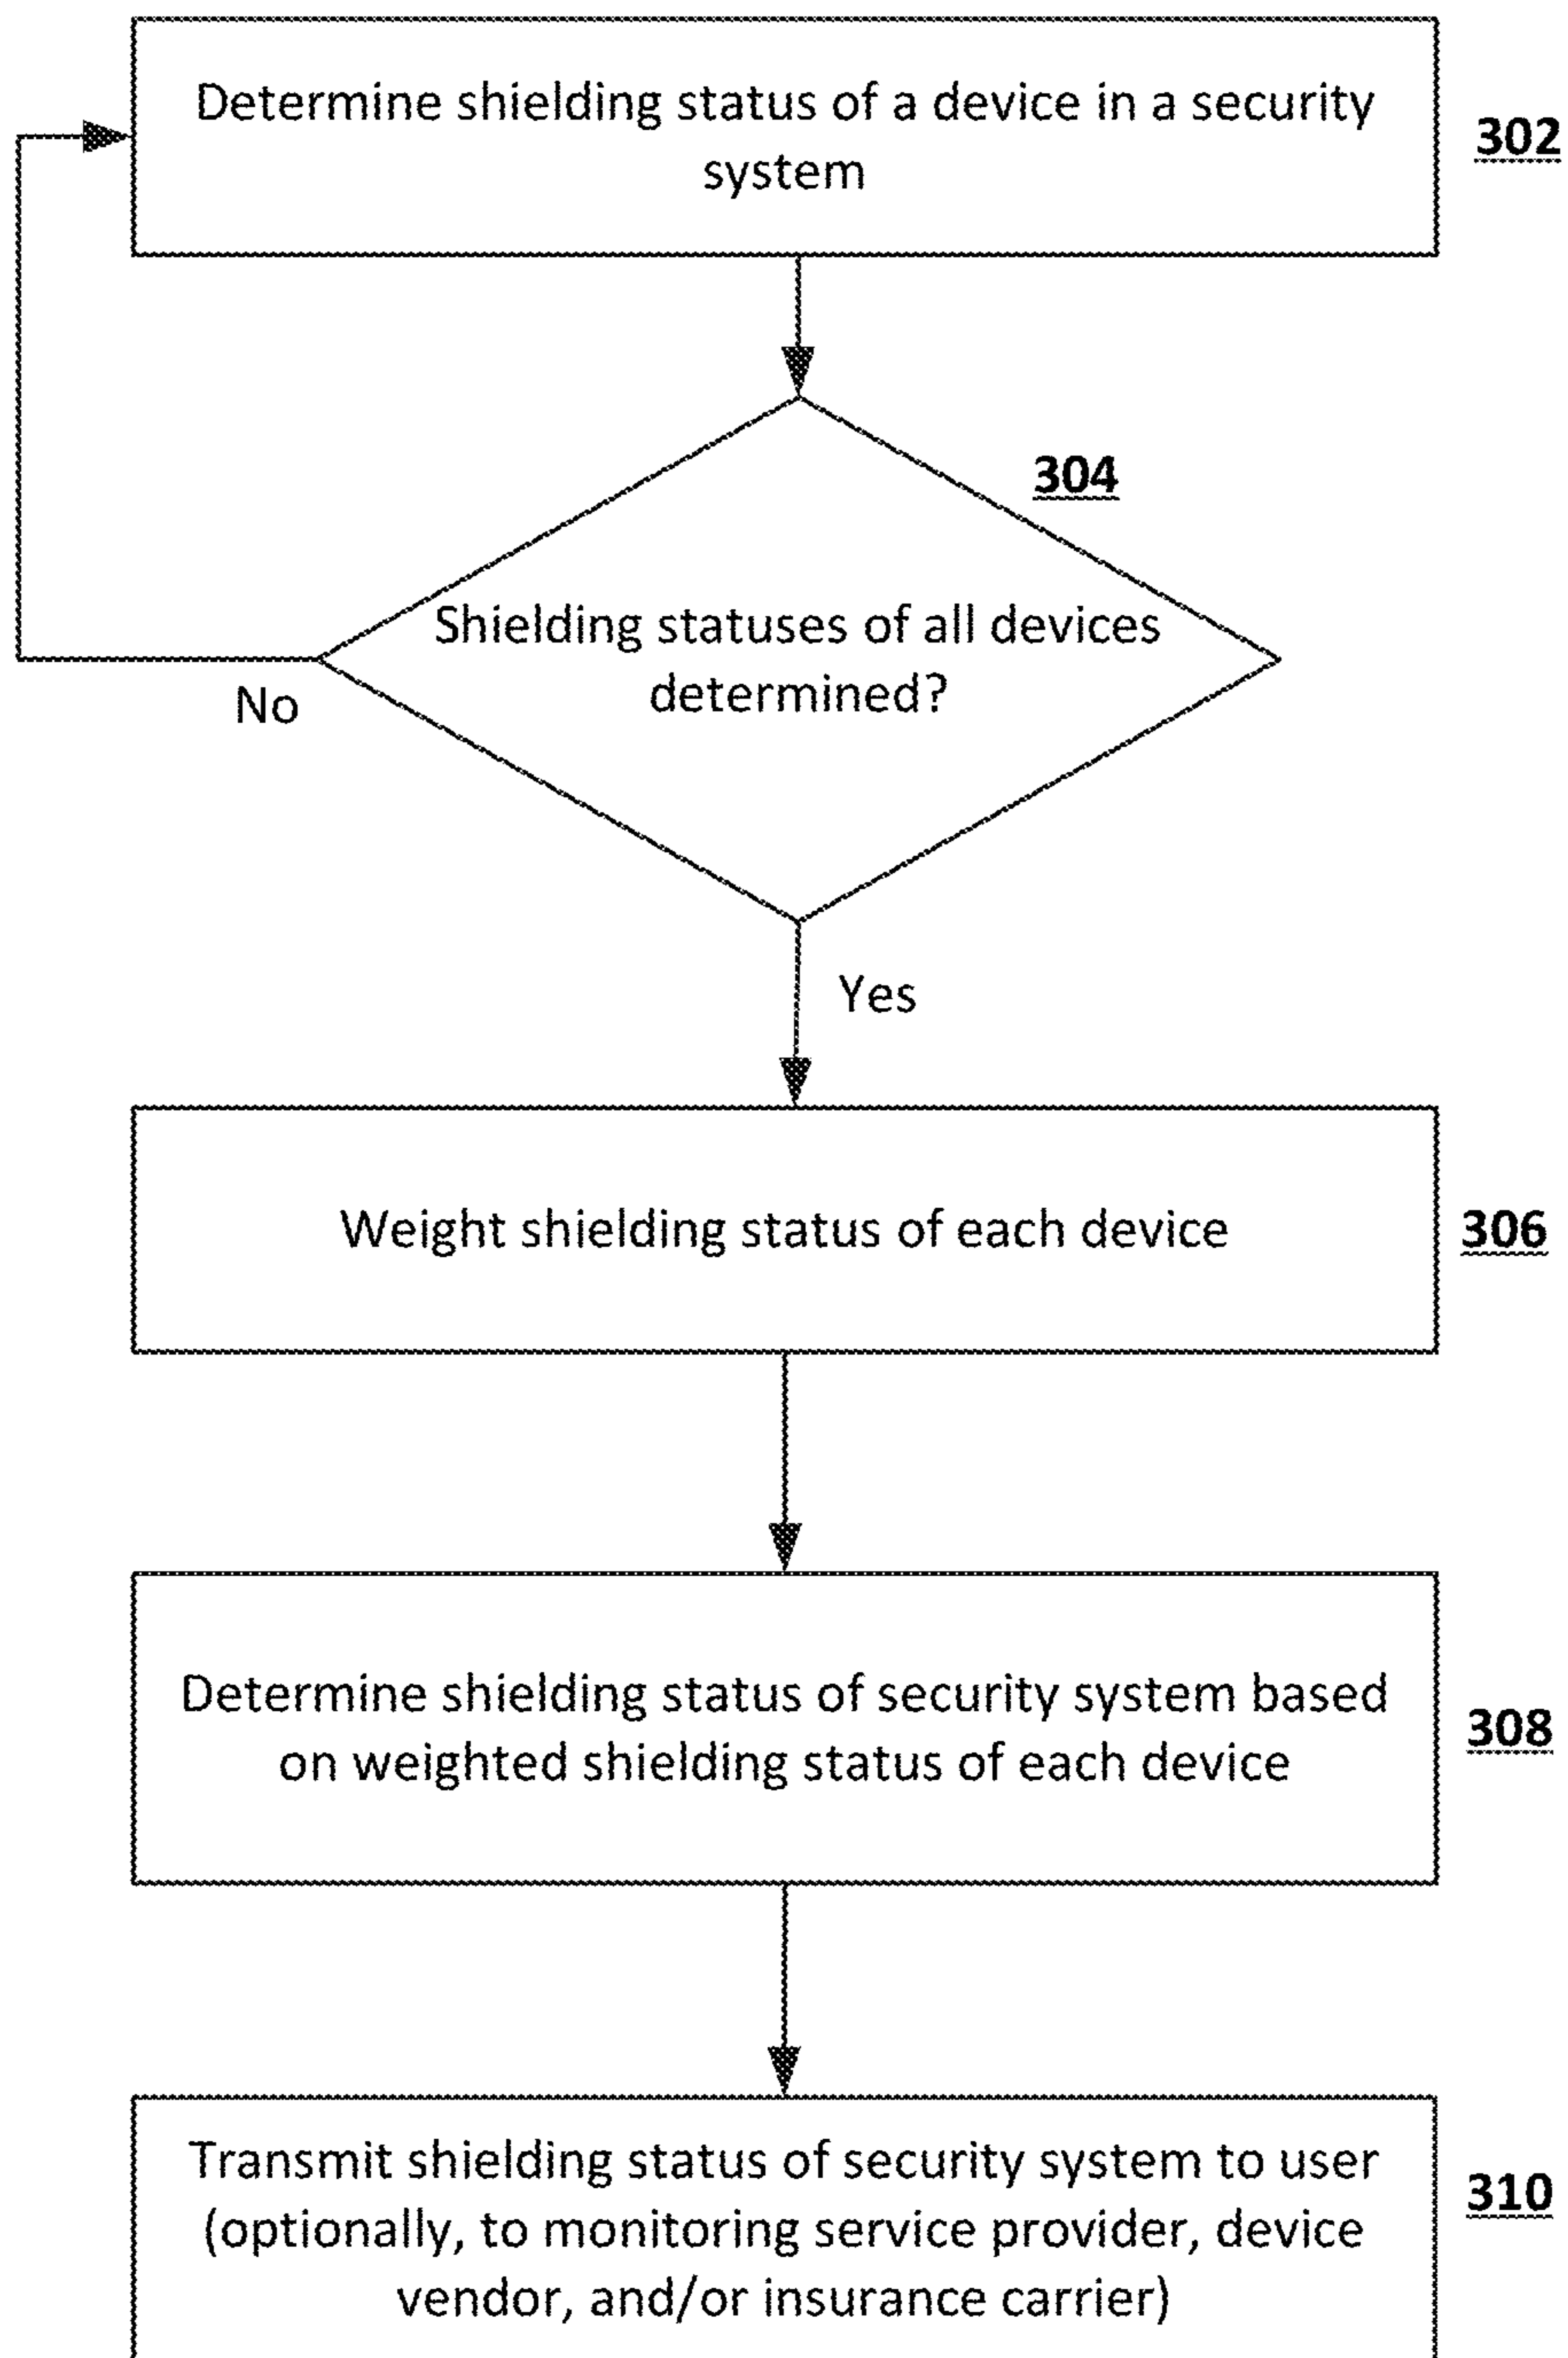 Determine shielding status of a device in a security
system
302
304
Shielding statuses of all devices
determined?
No
Yes
Weight shielding status of each device
306
Determine shielding status of security system based
on weighted shielding status of each device
308
Transmit shielding status of security system to user
(optionally, to monitoring service provider, device
vendor, and/or insurance carrier)
310